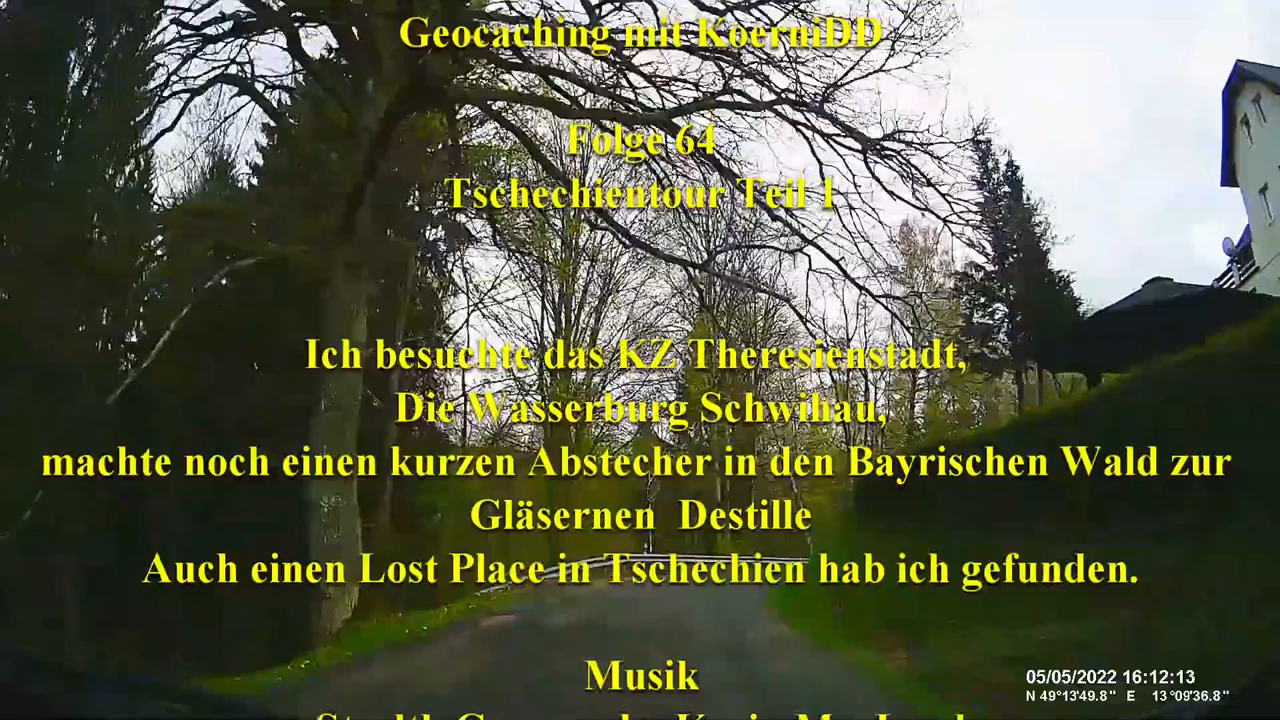 Geocaching mit KoerniDD
Folge 64
Tschechientour Teil 1
Ich besuchte das KZ Theresienstadt,
Die Wasserburg Schwihau,
machte noch einen kurzen Abstecher in den Bayrischen Wald zur
Gläsernen Destille
Auch einen Lost Place in Tschechien hab ich gefunden.
Musik
05/05/2022 16:12:13
N 49°13'49.8" E 13°09'36.8"